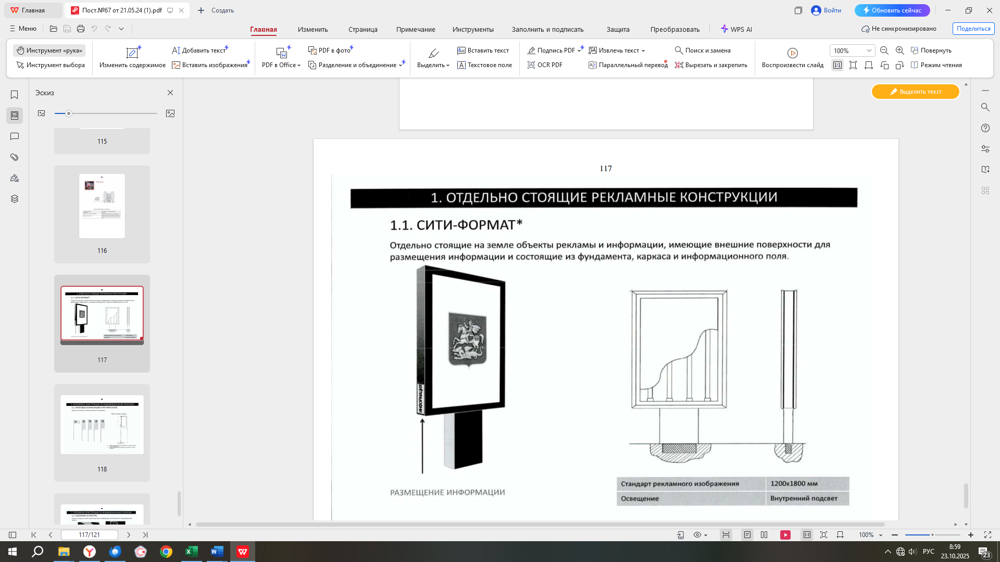 Главная
Пост.№67 от 21.05.24 (1).pdf
Создать
Войти
Обновить сейчас
Меню
Главная
Изменить
Страница
Примечание
Инструменты
Заполнить и подписать
Защита
Преобразовать
WPS AI
Не синхронизировано
Поделиться
Инструмент «рука»
Инструмент выбора
Изменить содержимое
Добавить текст
Вставить изображения
PDF в Office
PDF в фото
Разделение и объединение
Выделить
Вставить текст
Текстовое поле
Подпись PDF
OCR PDF
Извлечь текст
Параллельный перевод
Поиск и замена
Вырезать и закрепить
Воспроизвести слайд
100%
Повернуть
Режим чтения
Эскиз
Выделить текст
115
116
117
118
117
1. ОТДЕЛЬНО СТОЯЩИЕ РЕКЛАМНЫЕ КОНСТРУКЦИИ
1.1. СИТИ-ФОРМАТ*
Отдельно стоящие на земле объекты рекламы и информации, имеющие внешние поверхности для
размещения информации и состоящие из фундамента, каркаса и информационного поля.
ИНФОРМАЦИЯ
РАЗМЕЩЕНИЕ ИНФОРМАЦИИ
Стандарт рекламного изображения 1200х1800 мм
Освещение Внутренний подсвет
117/121
100%
РУС
8:59
23.10.2025
23